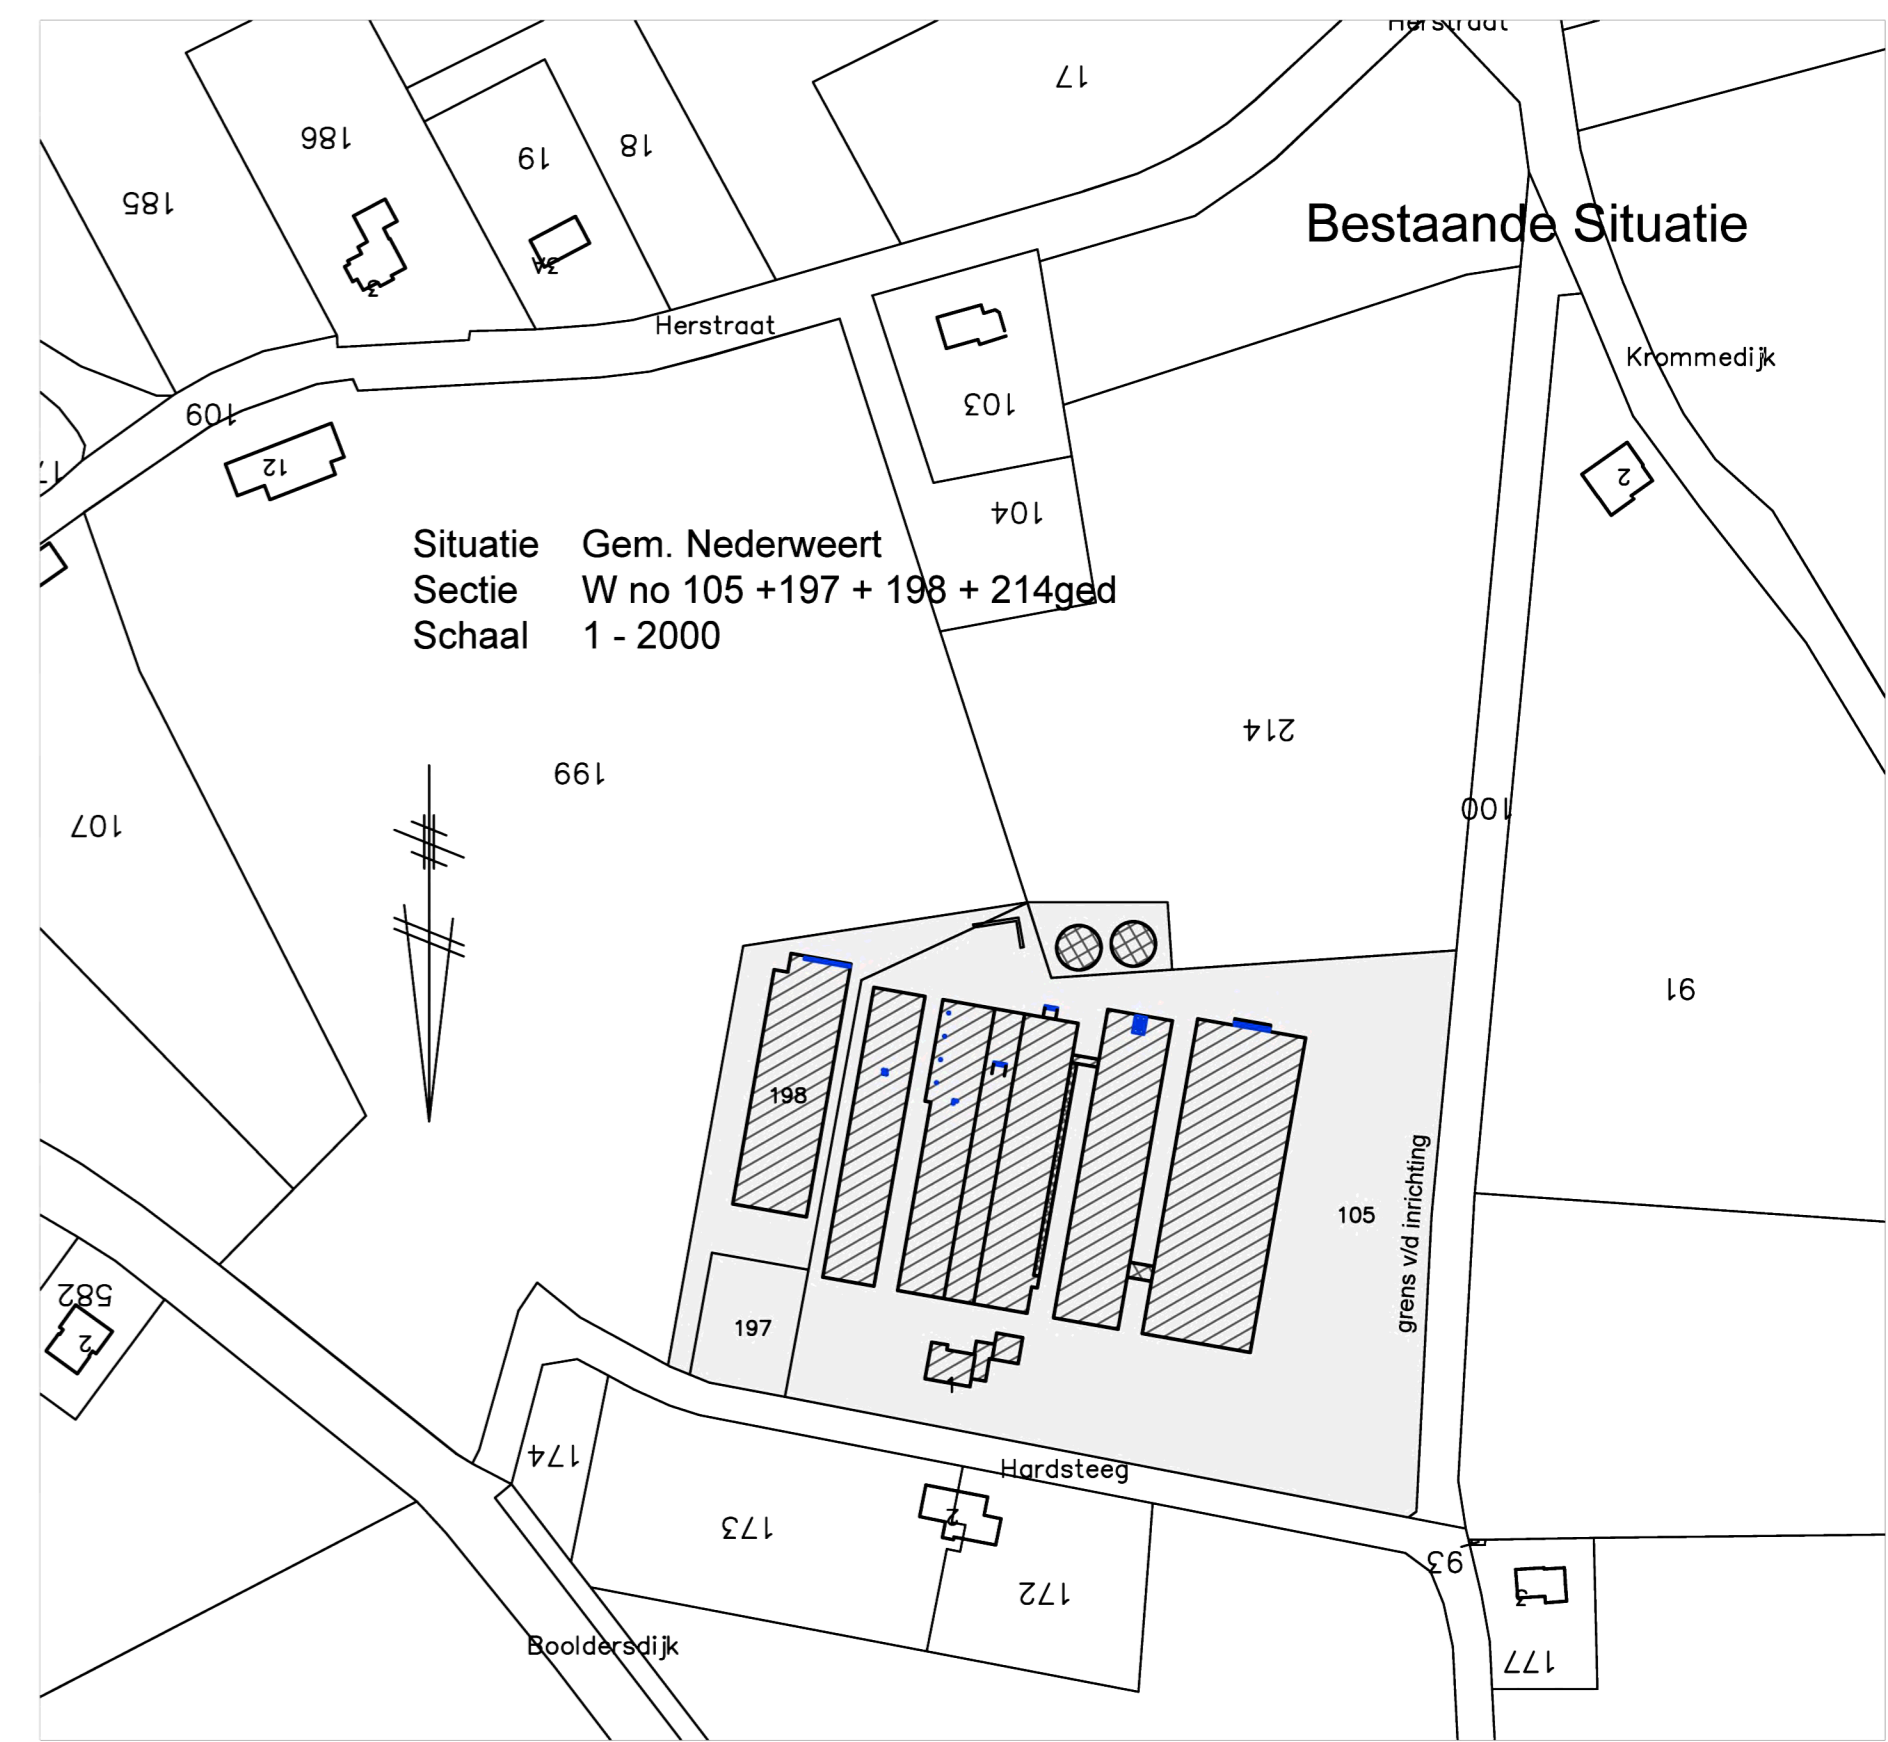 Herstraat
17
186
19
18
185
Bestaande Situatie
3A
3
Herstraat
Krommedijk
103
109
12
2
104
Situatie Gem. Nederweert
Sectie W no 105 +197 + 198 + 214ged
Schaal 1 - 2000
214
199
100
107
91
198
105
grens v/d inrichting
582
197
2
1
174
Hardsteeg
173
2
93
172
3
Booldersdijk
177